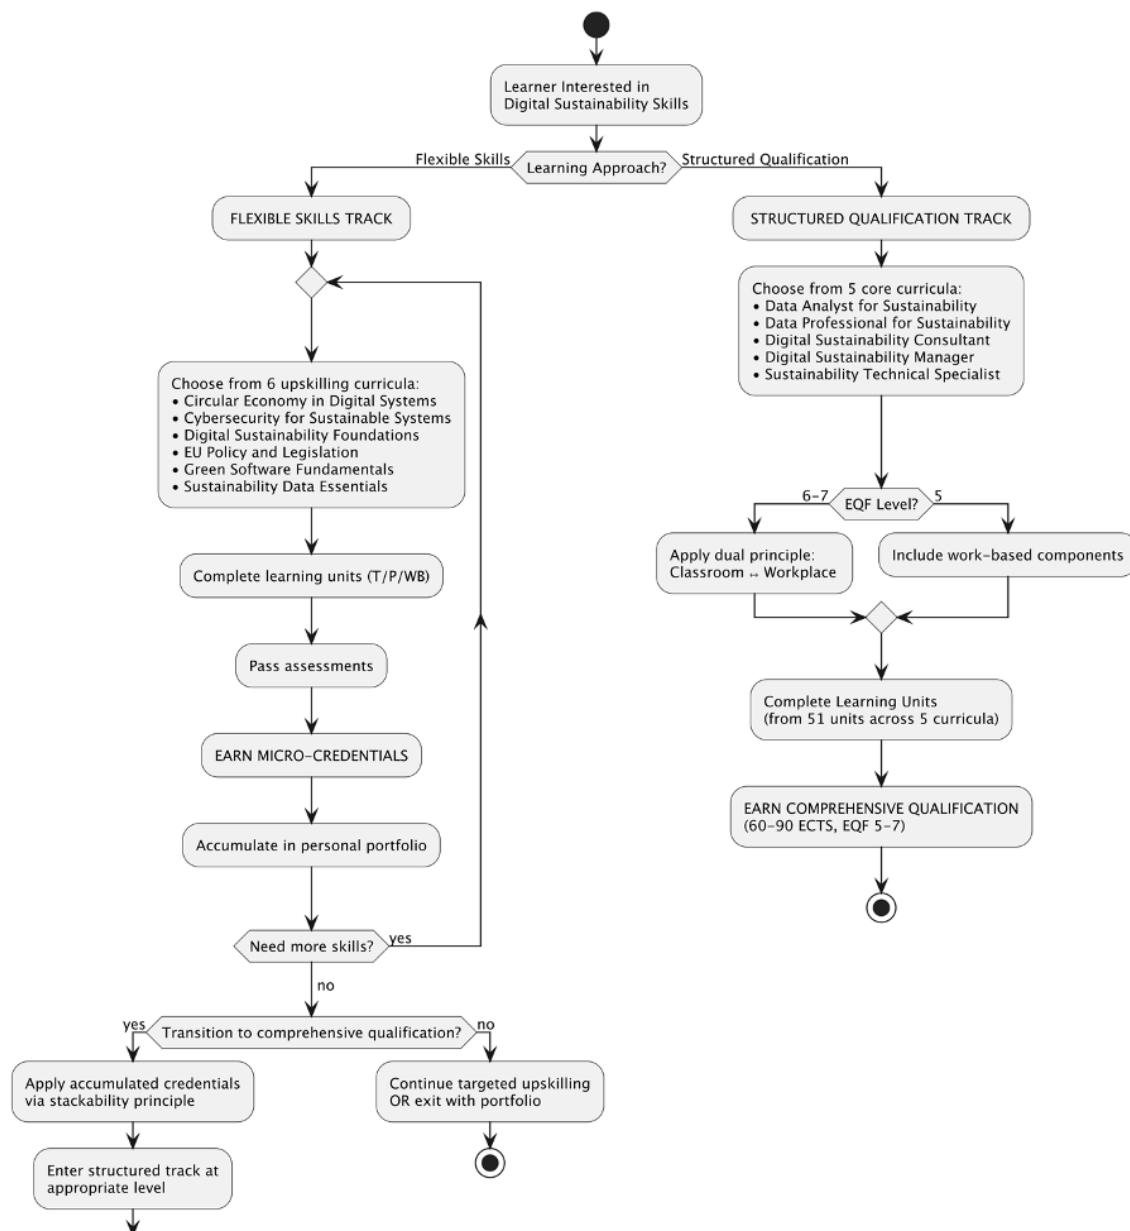 Learner Interested in
Digital Sustainability Skills
Flexible Skills
Learning Approach?
Structured Qualification
FLEXIBLE SKILLS TRACK
Choose from 6 upskilling curricula:
• Circular Economy in Digital Systems
• Cybersecurity for Sustainable Systems
• Digital Sustainability Foundations
• EU Policy and Legislation
• Green Software Fundamentals
• Sustainability Data Essentials
Complete learning units (T/P/WB)
Pass assessments
EARN MICRO-CREDENTIALS
Accumulate in personal portfolio
Need more skills?
yes
no
yes
Transition to comprehensive qualification?
no
Apply accumulated credentials
via stackability principle
Enter structured track at
appropriate level
Continue targeted upskilling
OR exit with portfolio
STRUCTURED QUALIFICATION TRACK
Choose from 5 core curricula:
• Data Analyst for Sustainability
• Data Professional for Sustainability
• Digital Sustainability Consultant
• Digital Sustainability Manager
• Sustainability Technical Specialist
6-7
EQF Level?
5
Apply dual principle:
Classroom ↔ Workplace
Include work-based components
Complete Learning Units
(from 51 units across 5 curricula)
EARN COMPREHENSIVE QUALIFICATION
(60-90 ECTS, EQF 5-7)